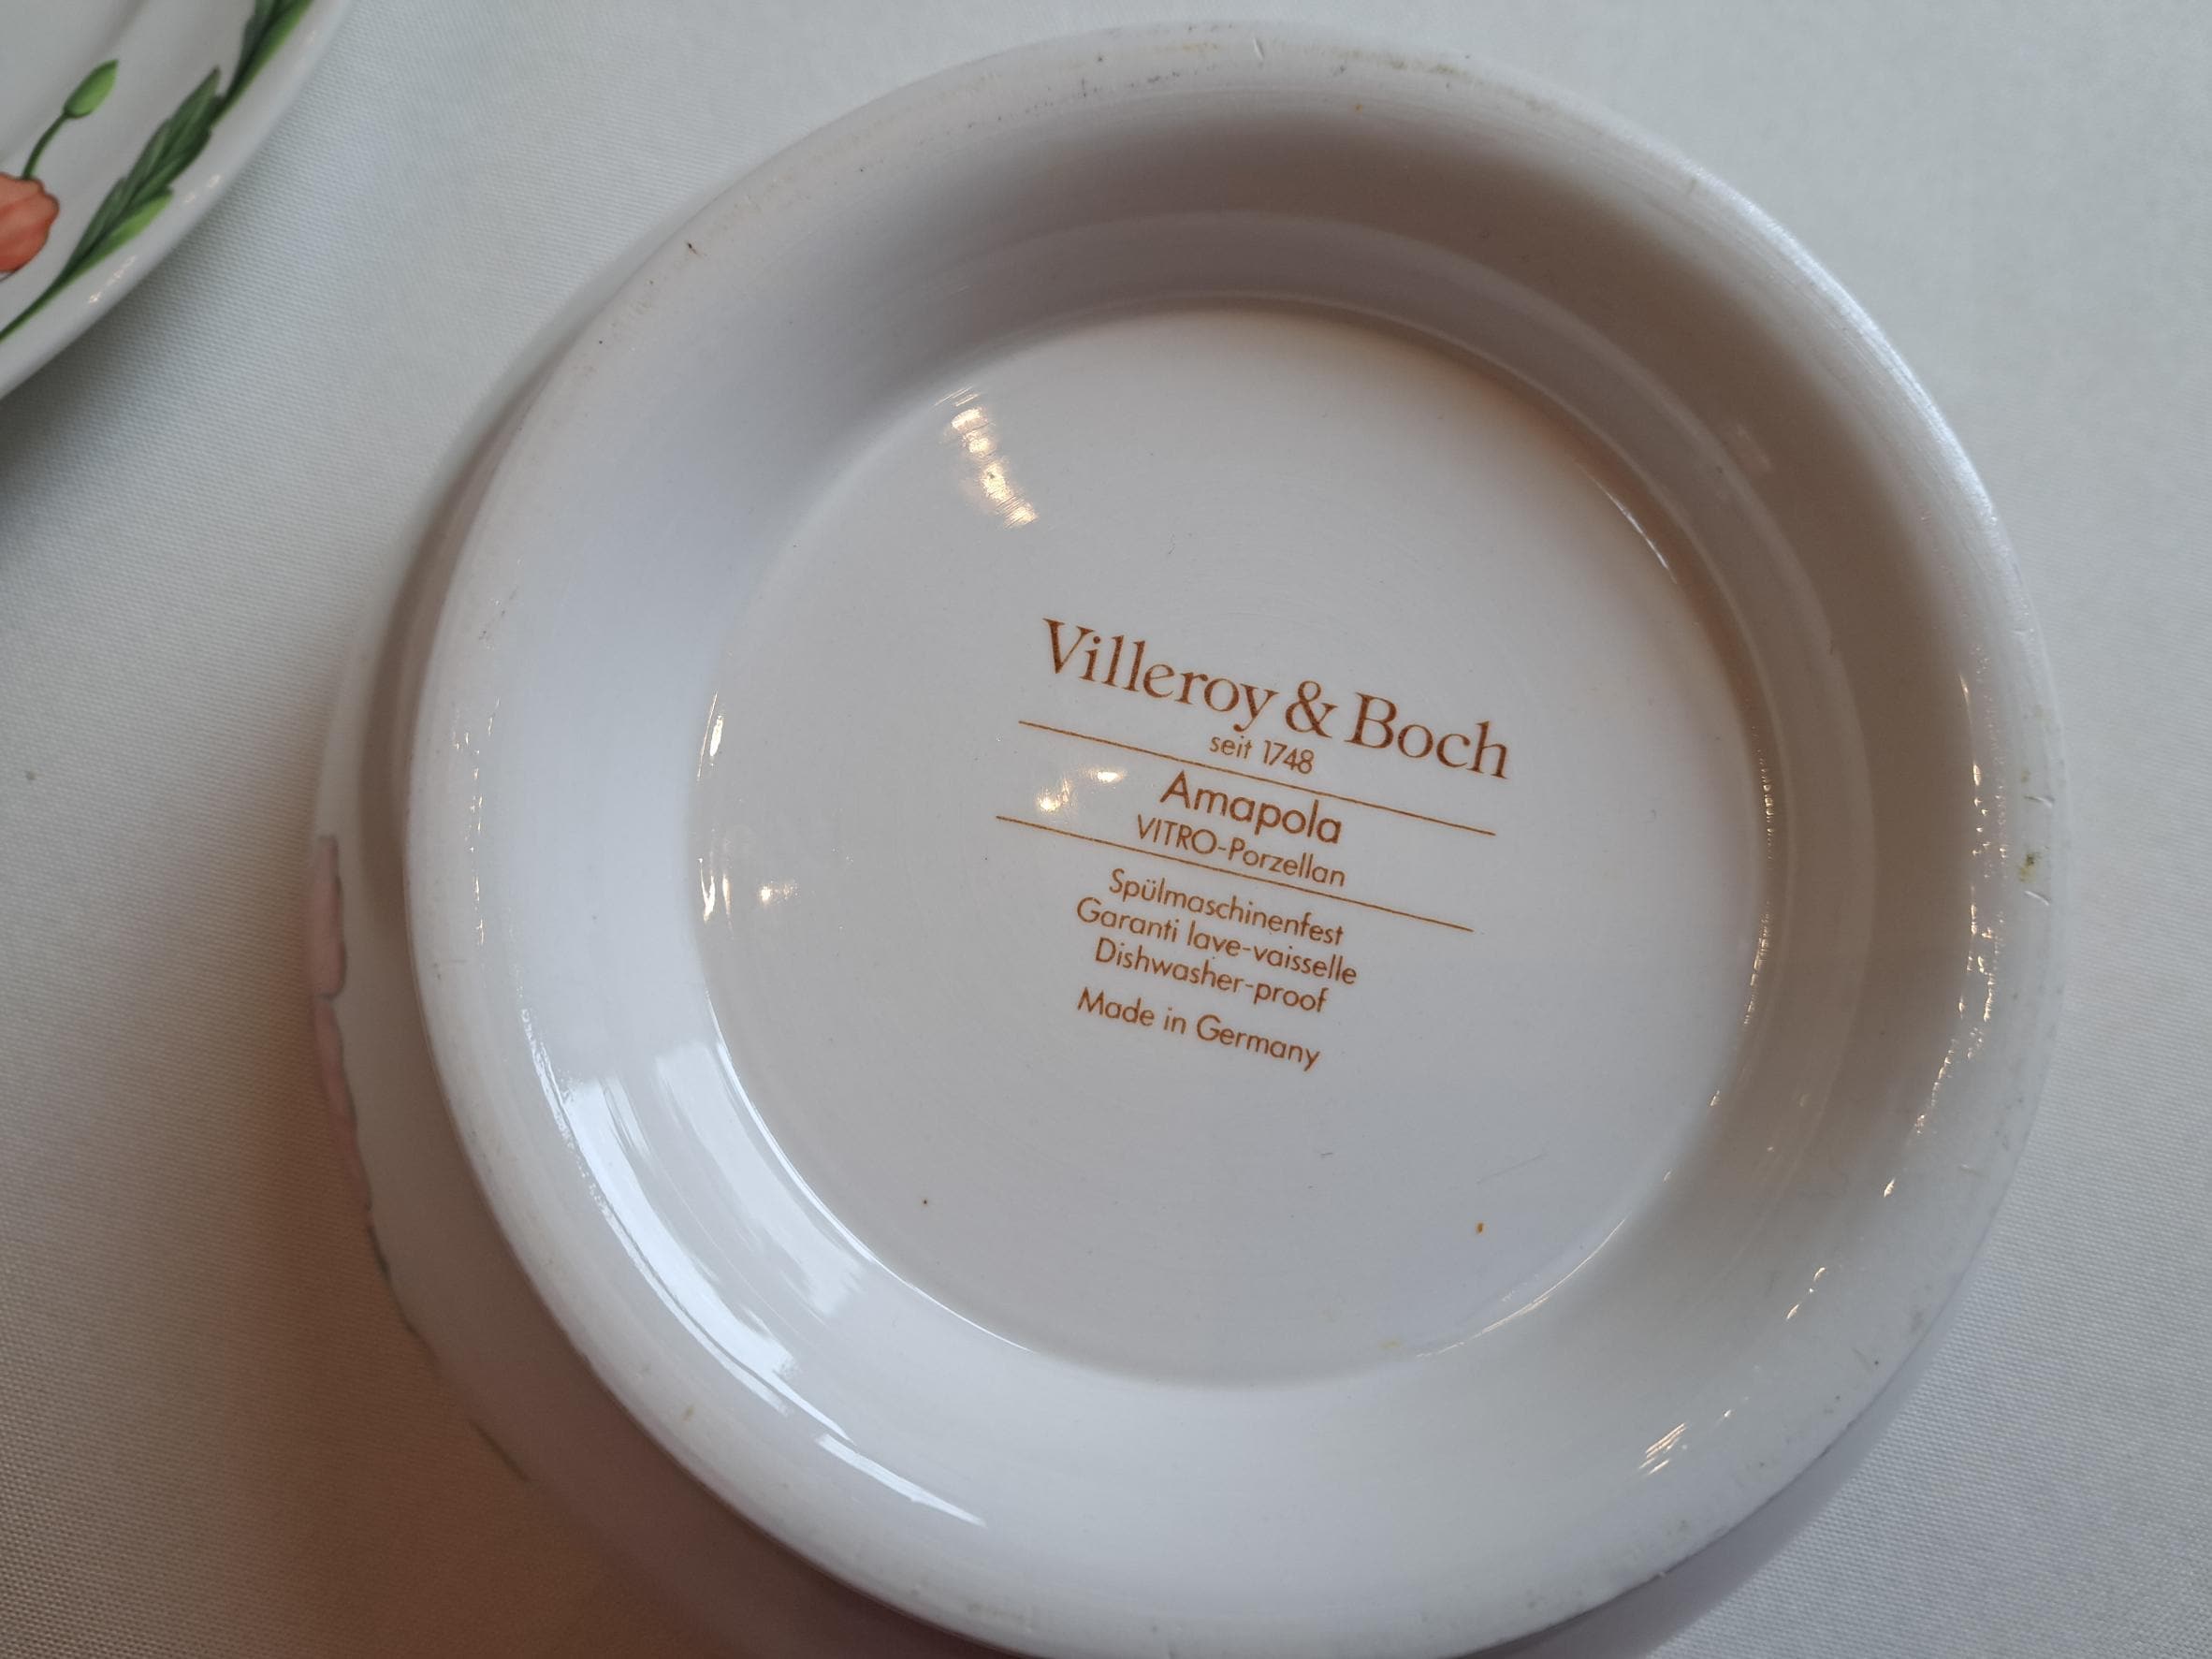 Villeroy & Boch
seit 1748
Amapola
VITRO-Porzellan
Spülmaschinenfest
Garanti lave-vaisselle
Dishwasher-proof
Made in Germany